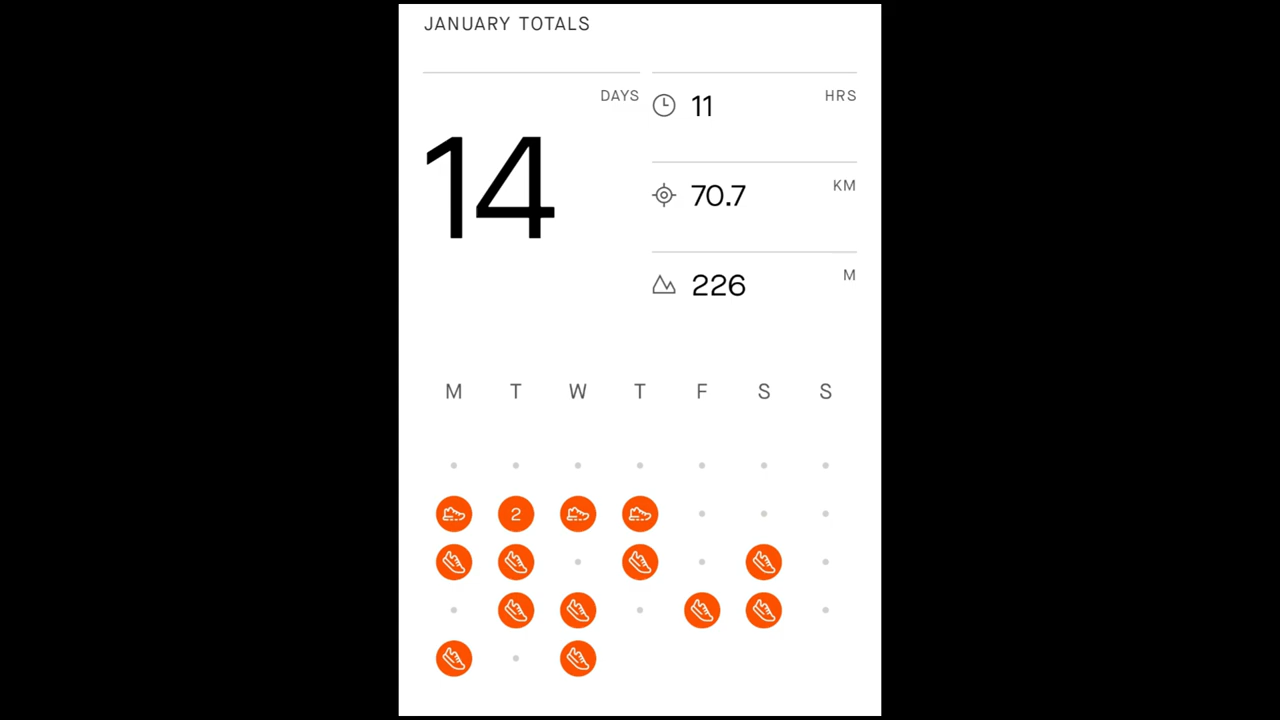 JANUARY TOTALS
DAYS
14
11 HRS
70.7 KM
226 M
M T W T F S S
2